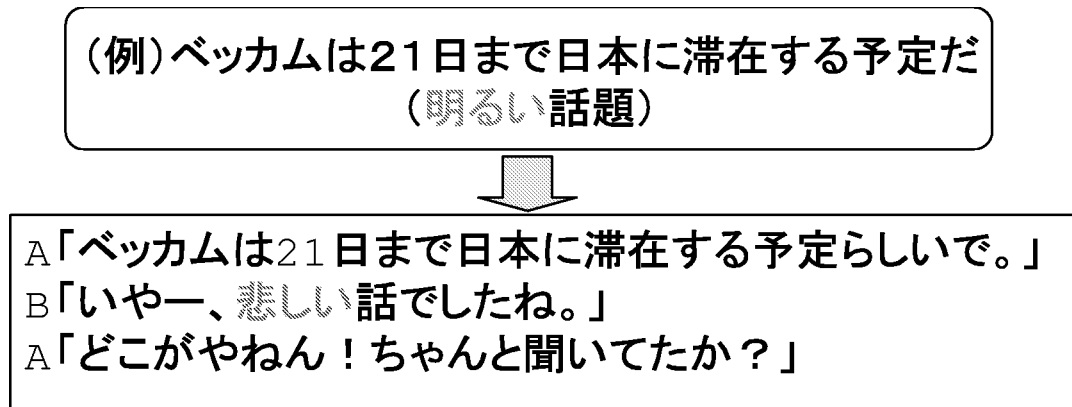 （例）ベッカムは２１日まで日本に滞在する予定だ
（明るい話題）
A「ベッカムは21日まで日本に滞在する予定らしいで。」
B「いやー、悲しい話でしたね。」
A「どこがやねん！ちゃんと聞いてたか？」